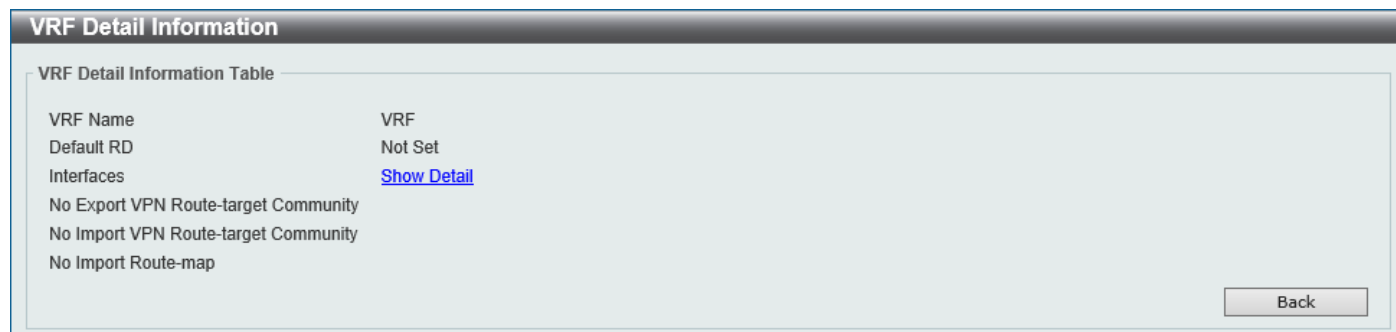 VRF Detail Information
VRF Detail Information Table
VRF Name VRF
Default RD Not Set
Interfaces Show Detail
No Export VPN Route-target Community
No Import VPN Route-target Community
No Import Route-map
Back